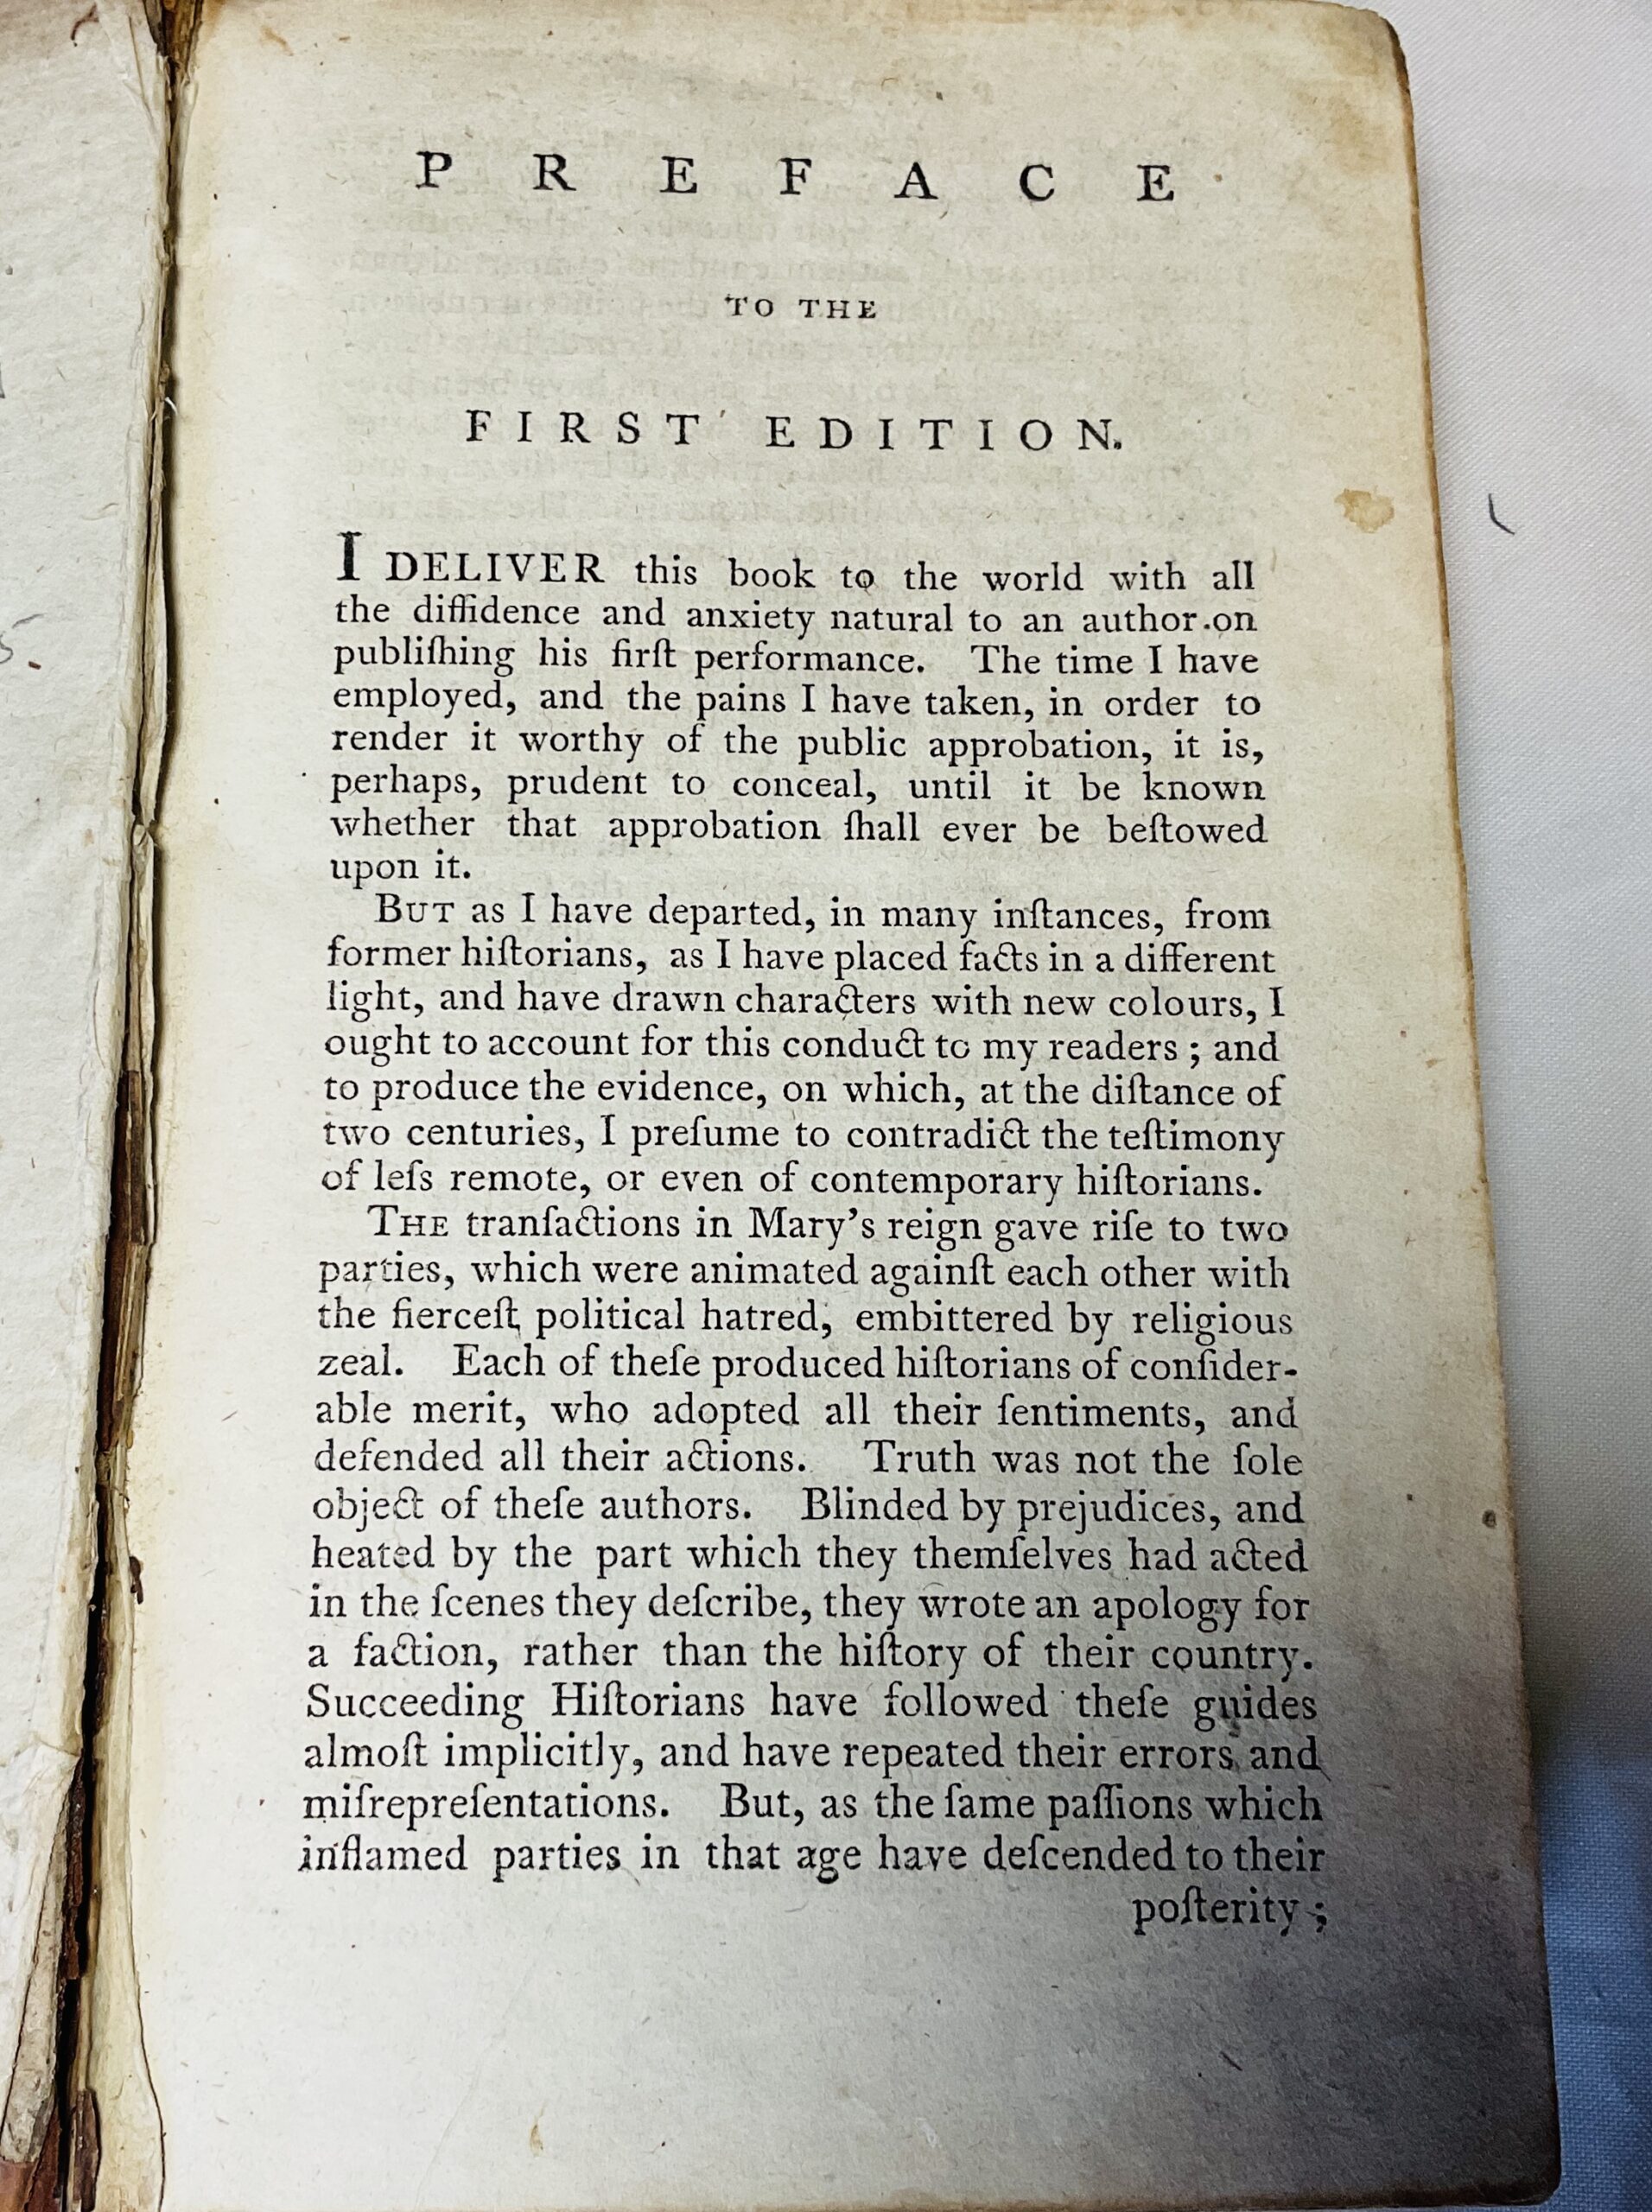 P R E F A C E
TO THE
FIRST EDITION.
I DELIVER this book to the world with all
the diffidence and anxiety natural to an author on
publiſhing his firſt performance. The time I have
employed, and the pains I have taken, in order to
render it worthy of the public approbation, it is,
perhaps, prudent to conceal, until it be known
whether that approbation ſhall ever be beſtowed
upon it.
BUT as I have departed, in many inſtances, from
former hiſtorians, as I have placed facts in a different
light, and have drawn characters with new colours, I
ought to account for this conduct to my readers ; and
to produce the evidence, on which, at the diſtance of
two centuries, I preſume to contradict the teſtimony
of leſs remote, or even of contemporary hiſtorians.
THE tranſactions in Mary's reign gave riſe to two
parties, which were animated againſt each other with
the fierceſt political hatred, embittered by religious
zeal. Each of theſe produced hiſtorians of conſider-
able merit, who adopted all their ſentiments, and
defended all their actions. Truth was not the ſole
object of theſe authors. Blinded by prejudices, and
heated by the part which they themſelves had acted
in the ſcenes they deſcribe, they wrote an apology for
a faction, rather than the hiſtory of their country.
Succeeding Hiſtorians have followed theſe guides
almoſt implicitly, and have repeated their errors and
miſrepreſentations. But, as the ſame paſſions which
inflamed parties in that age have deſcended to their
poſterity ;